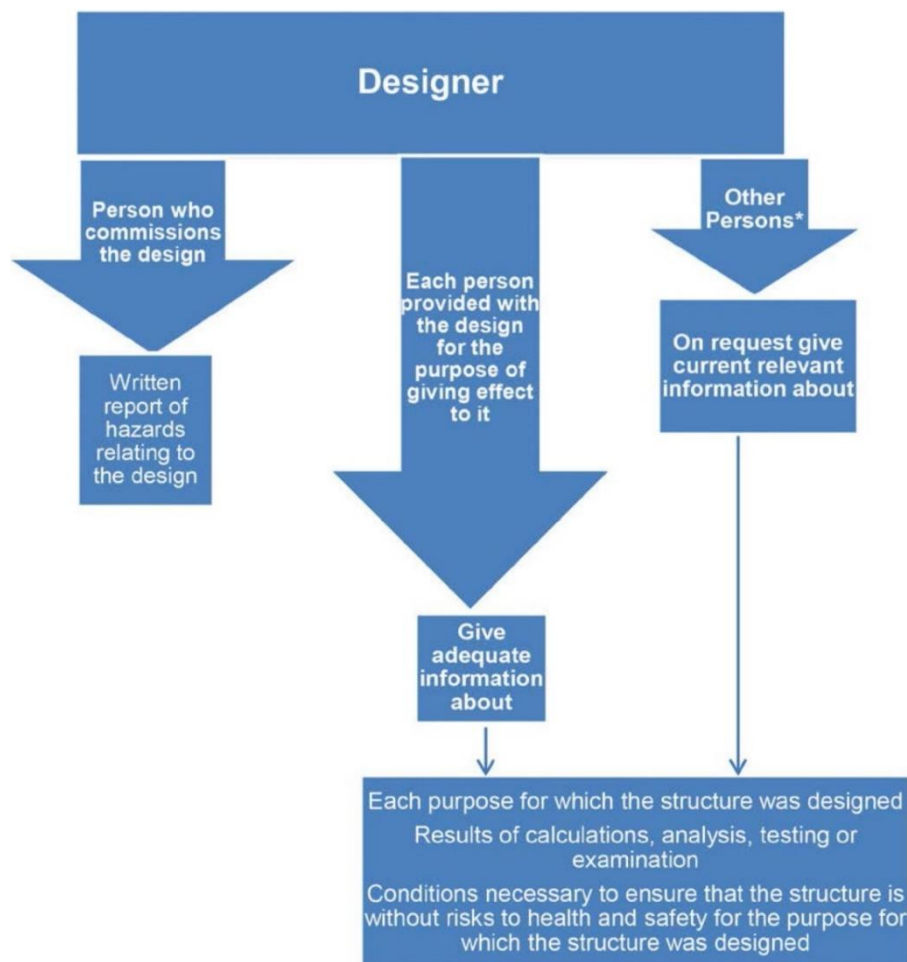 Designer
Person who
commissions
the design
Written
report of
hazards
relating to
the design
Each person
provided with
the design
for the
purpose of
giving effect
to it
Give
adequate
information
about
Other
Persons*
On request give
current relevant
information about
Each purpose for which the structure was designed
Results of calculations, analysis, testing or
examination
Conditions necessary to ensure that the structure is
without risks to health and safety for the purpose for
which the structure was designed